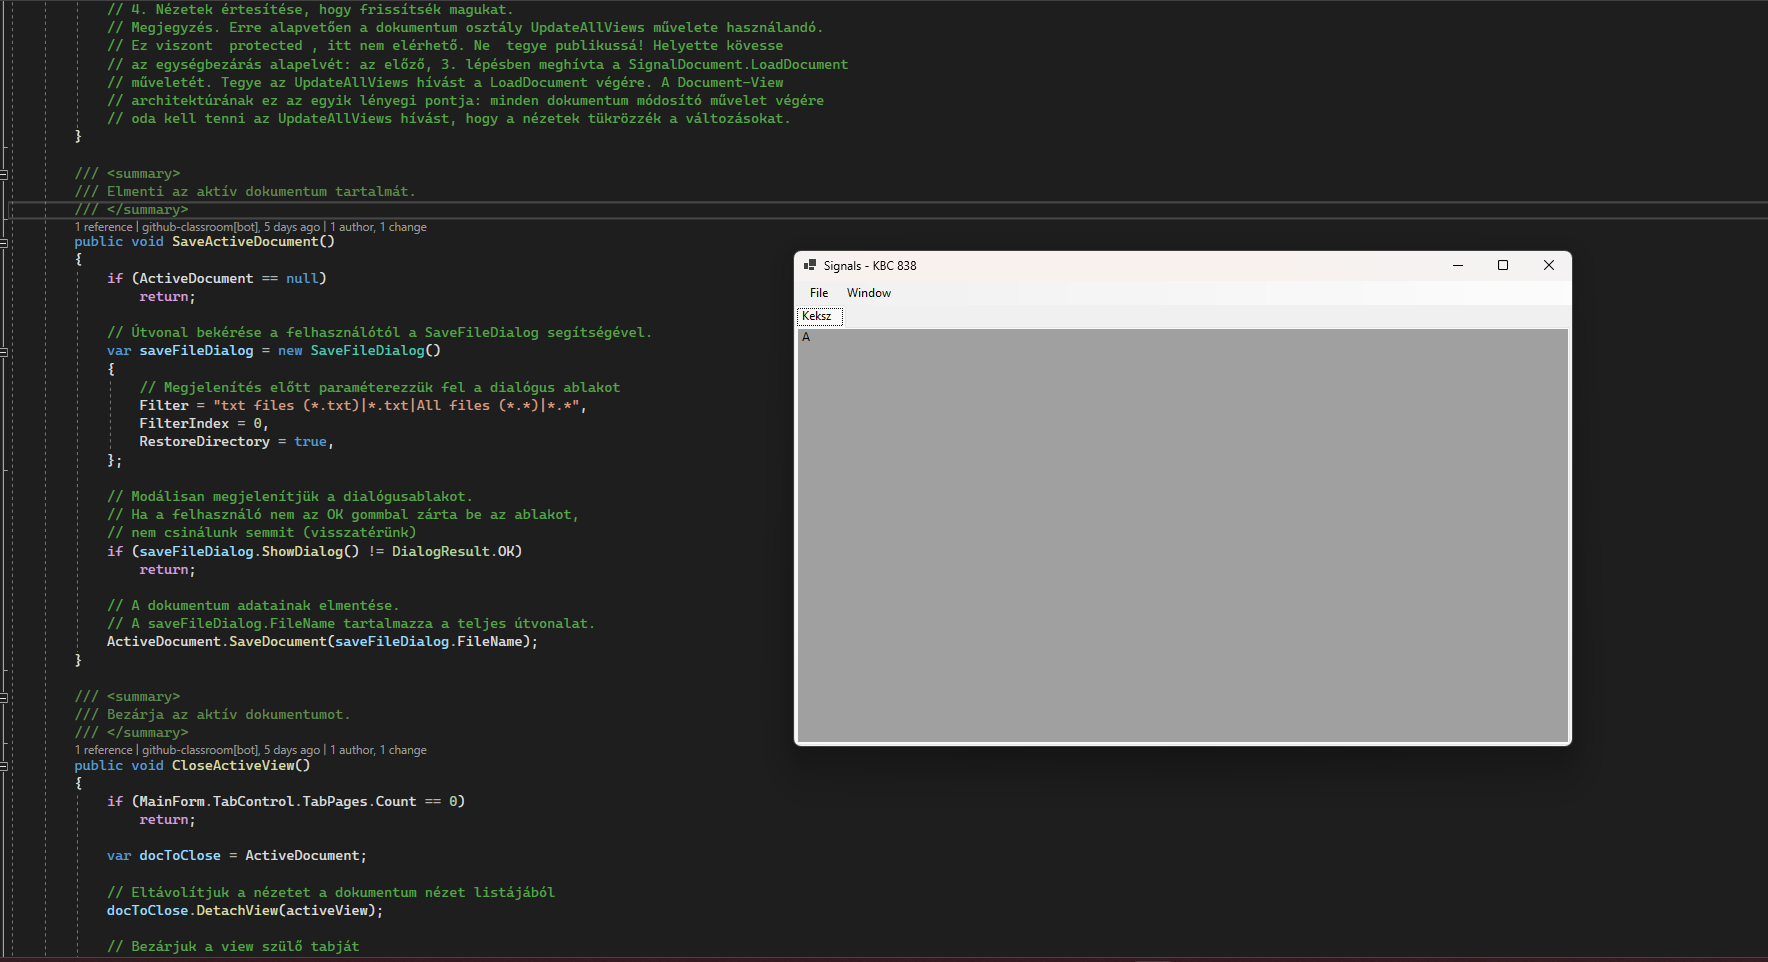 // 4. Nézetek értesítése, hogy frissítsék magukat.
// Megjegyzés. Erre alapvetően a dokumentum osztály UpdateAllViews művelete használandó.
// Ez viszont  protected , itt nem elérhető. Ne  tegye publikussá! Helyette kövesse
// az egységbezárás alapelvét: az előző, 3. lépésben meghívta a SignalDocument.LoadDocument
// műveletét. Tegye az UpdateAllViews hívást a LoadDocument végére. A Document-View
// architektúrának ez az egyik lényegi pontja: minden dokumentum módosító művelet végére
// oda kell tenni az UpdateAllViews hívást, hogy a nézetek tükrözzék a változásokat.
}
/// <summary>
/// Elmenti az aktív dokumentum tartalmát.
/// </summary>
1 reference | github-classroom[bot], 5 days ago | 1 author, 1 change
public void SaveActiveDocument()
{
if (ActiveDocument == null)
return;
// Útvonal bekérése a felhasználótól a SaveFileDialog segítségével.
var saveFileDialog = new SaveFileDialog()
{
// Megjelenítés előtt paraméterezzük fel a dialógus ablakot
Filter = "txt files (*.txt)|*.txt|All files (*.*)|*.*",
FilterIndex = 0,
RestoreDirectory = true,
};
// Modálisan megjelenítjük a dialógusablakot.
// Ha a felhasználó nem az OK gommbal zárta be az ablakot,
// nem csinálunk semmit (visszatérünk)
if (saveFileDialog.ShowDialog() != DialogResult.OK)
return;
// A dokumentum adatainak elmentése.
// A saveFileDialog.FileName tartalmazza a teljes útvonalat.
ActiveDocument.SaveDocument(saveFileDialog.FileName);
}
/// <summary>
/// Bezárja az aktív dokumentumot.
/// </summary>
1 reference | github-classroom[bot], 5 days ago | 1 author, 1 change
public void CloseActiveView()
{
if (MainForm.TabControl.TabPages.Count == 0)
return;
var docToClose = ActiveDocument;
// Eltávolítjuk a nézetet a dokumentum nézet listájából
docToClose.DetachView(activeView);
// Bezárjuk a view szülő tabját
Signals - KBC 838
File Window
Keksz
A